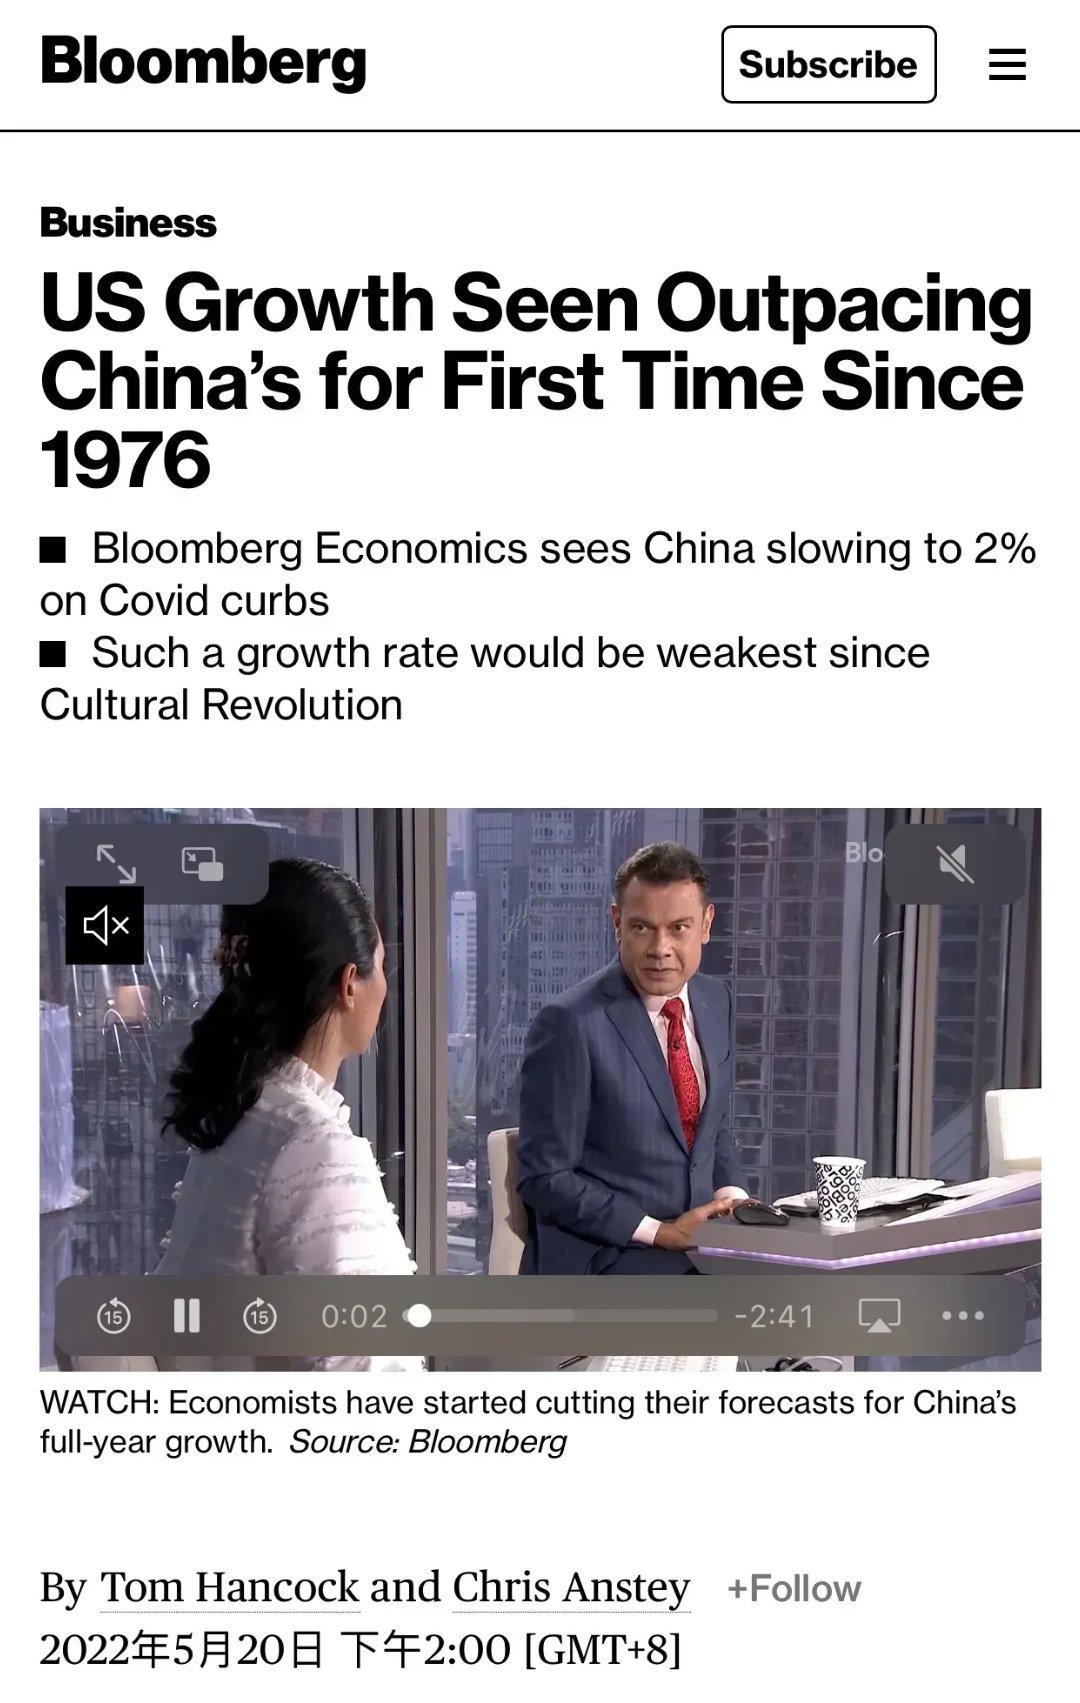 Bloomberg
Subscribe
Business
US Growth Seen Outpacing
China’s for First Time Since
1976
■ Bloomberg Economics sees China slowing to 2%
on Covid curbs
■ Such a growth rate would be weakest since
Cultural Revolution
Blo
15
15
0:02
-2:41
WATCH: Economists have started cutting their forecasts for China’s
full-year growth. Source: Bloomberg
By Tom Hancock and Chris Anstey +Follow
2022年5月20日 下午2:00 [GMT+8]